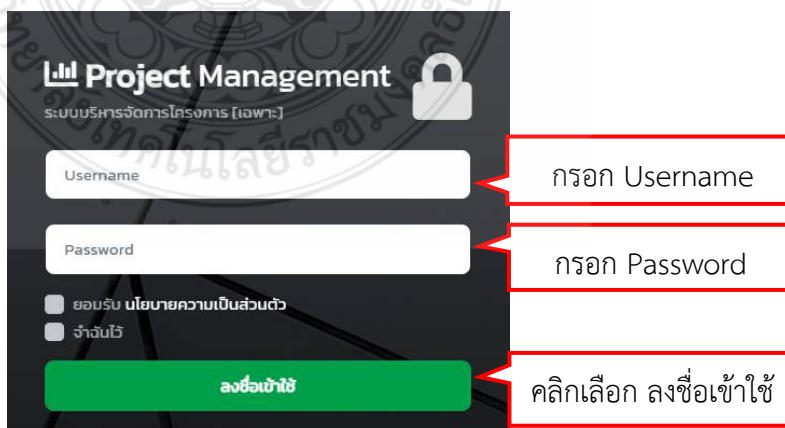 Project Management
ระบบบริหารจัดการโครงการ [เฉพาะ]
Username
กรอก Username
Password
กรอก Password
ยอมรับ นโยบายความเป็นส่วนตัว
จำฉันไว้
ลงชื่อเข้าใช้
คลิกเลือก ลงชื่อเข้าใช้